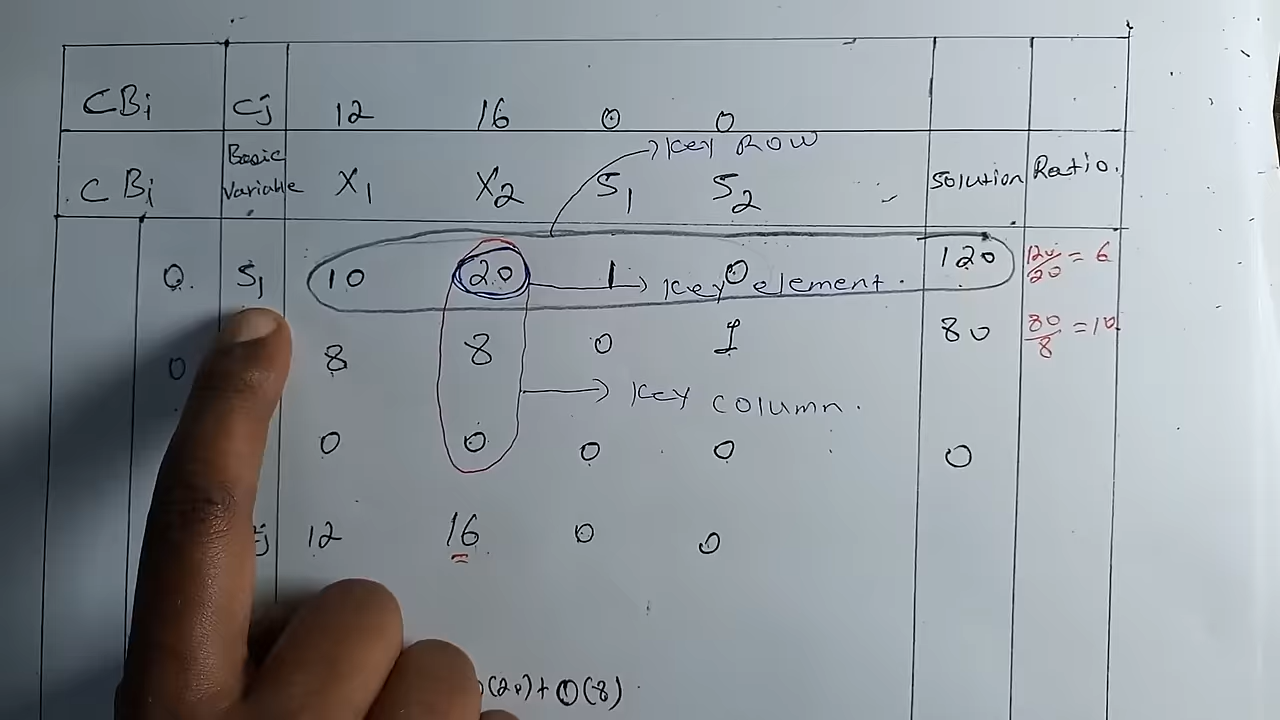 CBi Cj 12 16 0 0
CBi Basic Variable X1 X2 S1 S2 Solution Ratio.
Key Row
0. S1 10 20 1 0 120 120/20 = 6
Key element.
0 8 8 0 1 80 80/8 = 10
Key column.
0 0 0 0 0
12 16 0 0
(20) + 0(8)